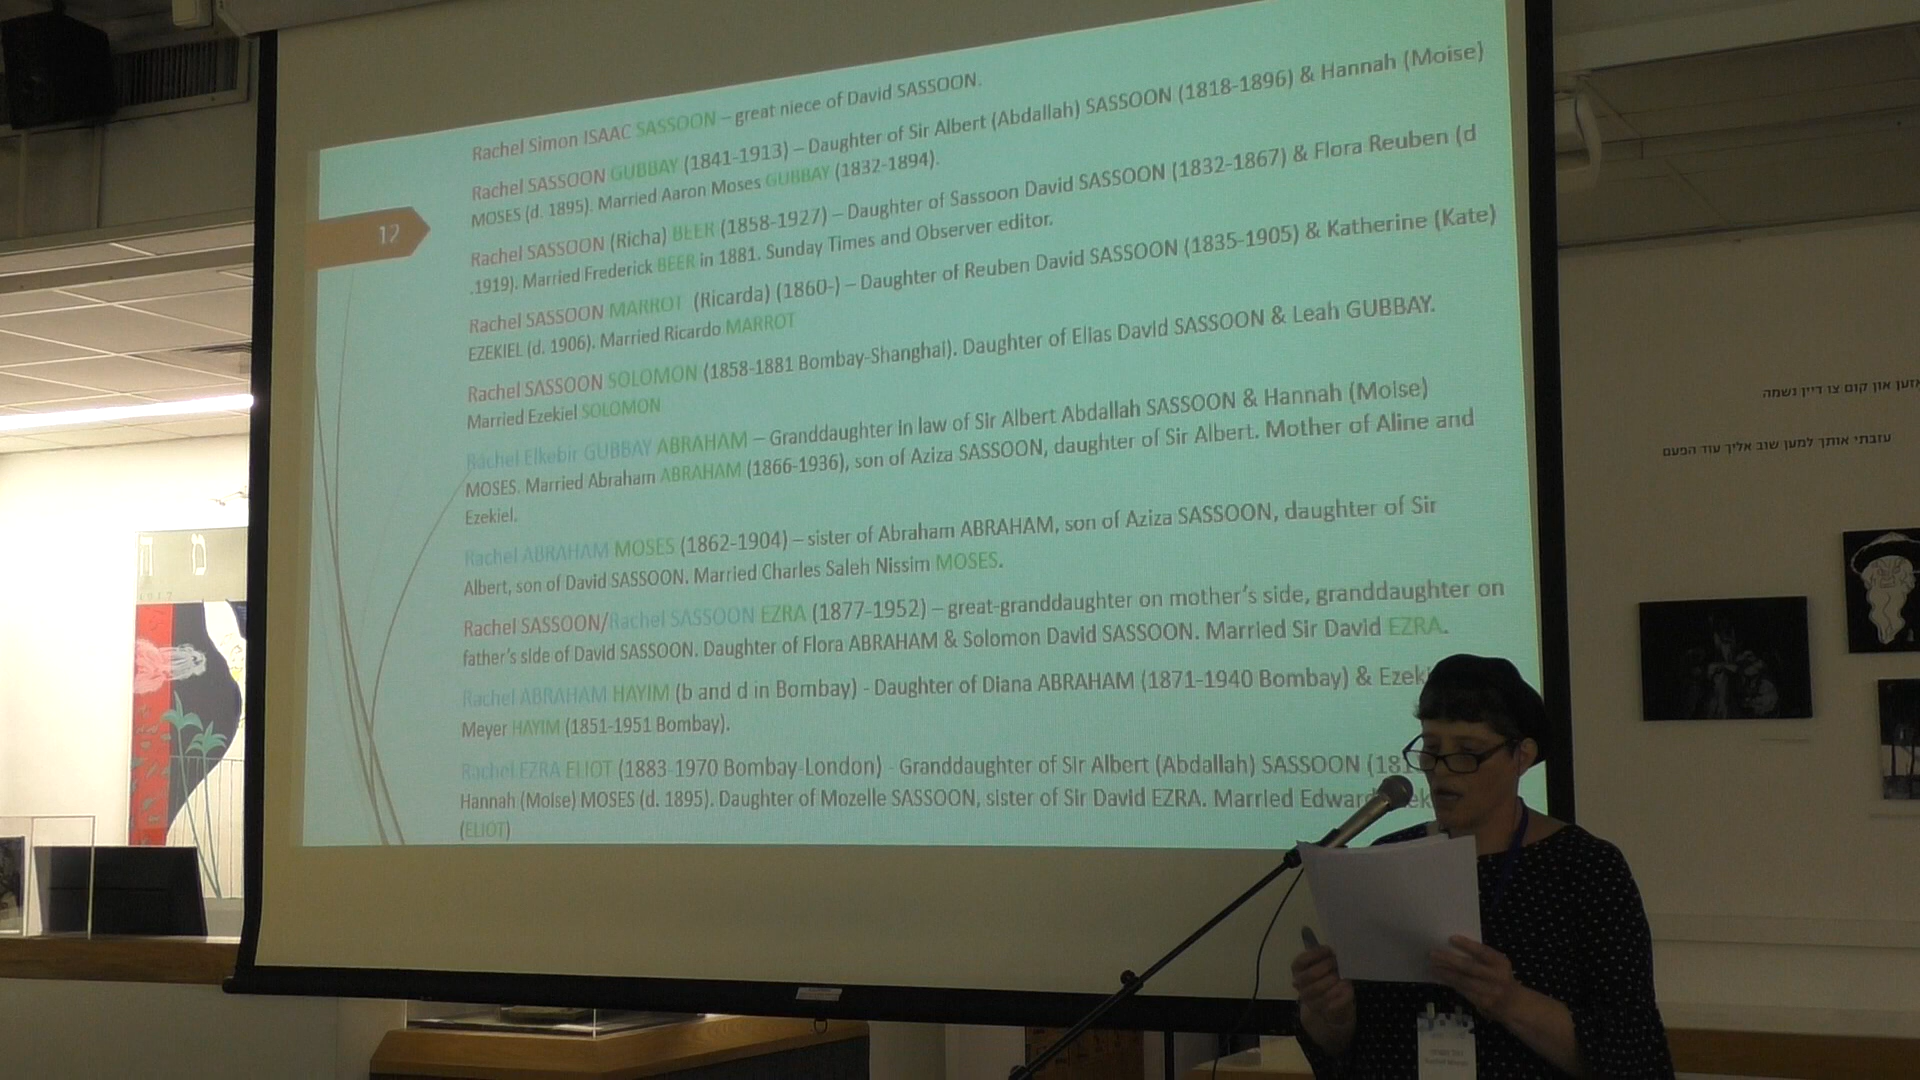 12
Rachel Simon ISAAC SASSOON – great niece of David SASSOON.
Rachel SASSOON GUBBAY (1841-1913) – Daughter of Sir Albert (Abdallah) SASSOON (1818-1896) & Hannah (Moise)
MOSES (d. 1895). Married Aaron Moses GUBBAY (1832-1894).
Rachel SASSOON (Richa) BEER (1858-1927) – Daughter of Sassoon David SASSOON (1832-1867) & Flora Reuben (d
.1919). Married Frederick BEER in 1881. Sunday Times and Observer editor.
Rachel SASSOON MARROT (Ricarda) (1860-) – Daughter of Reuben David SASSOON (1835-1905) & Katherine (Kate)
EZEKIEL (d. 1906). Married Ricardo MARROT
Rachel SASSOON SOLOMON (1858-1881 Bombay-Shanghai). Daughter of Elias David SASSOON & Leah GUBBAY.
Married Ezekiel SOLOMON
Rachel Elkebir GUBBAY ABRAHAM – Granddaughter in law of Sir Albert Abdallah SASSOON & Hannah (Moise)
MOSES. Married Abraham ABRAHAM (1866-1936), son of Aziza SASSOON, daughter of Sir Albert. Mother of Aline and
Ezekiel.
Rachel ABRAHAM MOSES (1862-1904) – sister of Abraham ABRAHAM, son of Aziza SASSOON, daughter of Sir
Albert, son of David SASSOON. Married Charles Saleh Nissim MOSES.
Rachel SASSOON/Rachel SASSOON EZRA (1877-1952) – great-granddaughter on mother's side, granddaughter on
father's side of David SASSOON. Daughter of Flora ABRAHAM & Solomon David SASSOON. Married Sir David EZRA.
Rachel ABRAHAM HAYIM (b and d in Bombay) - Daughter of Diana ABRAHAM (1871-1940 Bombay) &
Meyer HAYIM (1851-1951 Bombay).
Rachel EZRA ELIOT (1883-1970 Bombay-London) - Granddaughter of Sir Albert (Abdallah) SASSOON
Hannah (Moise) MOSES (d. 1895). Daughter of Mozelle SASSOON, sister of Sir David EZRA. Married Edward
(ELIOT)
און קום צו דיין נשמה
עזבתי אותך למען שוב אליך עוד הפעם